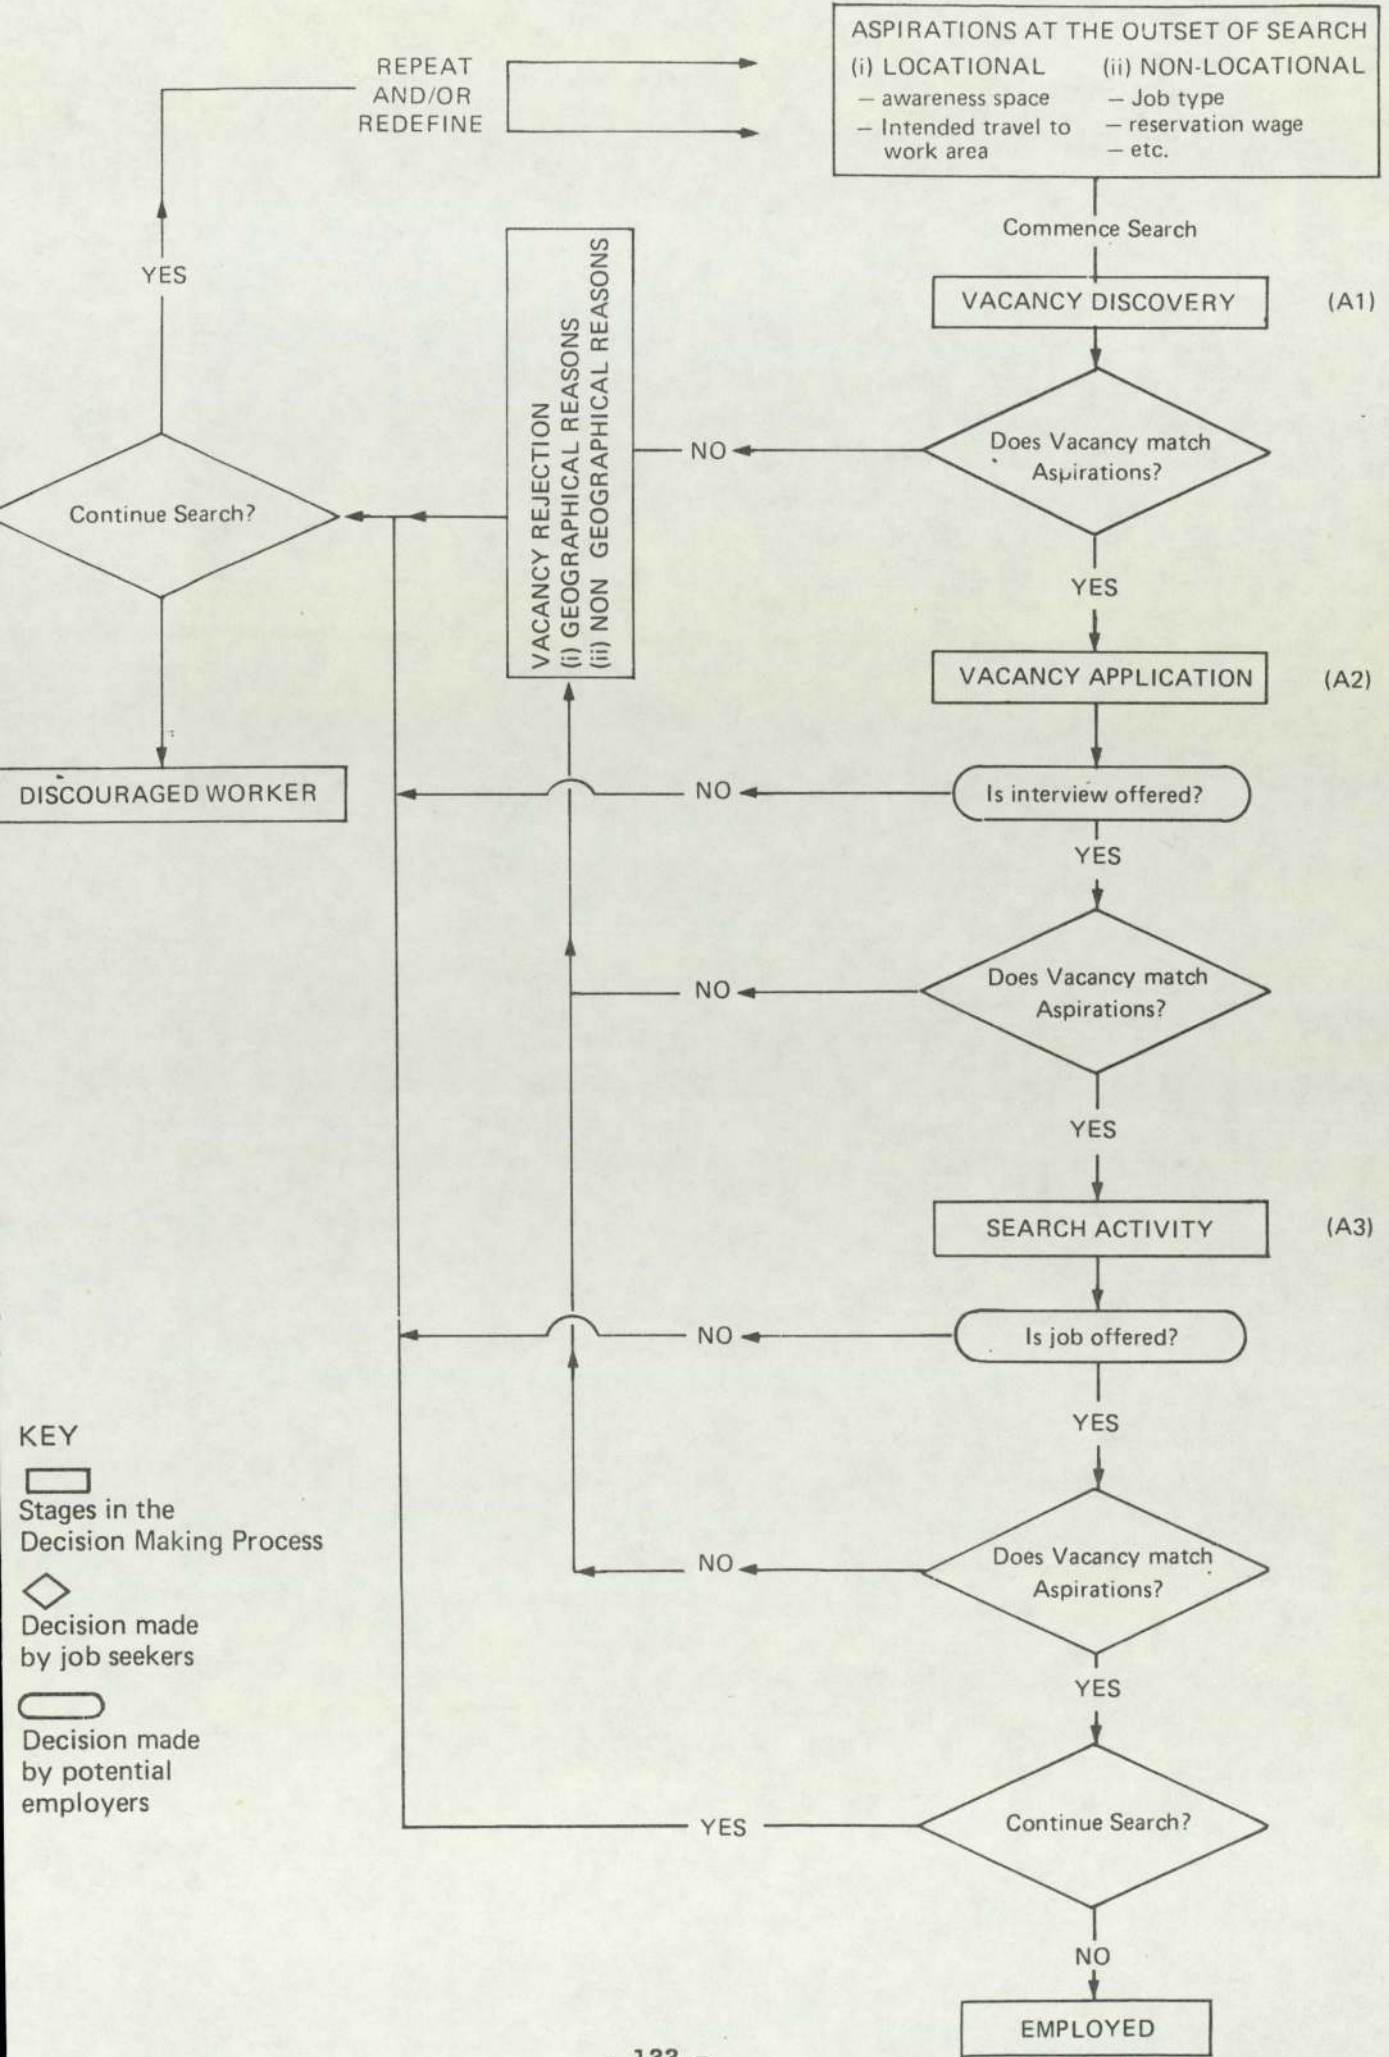 ASPIRATIONS AT THE OUTSET OF SEARCH
(i) LOCATIONAL
— awareness space
— Intended travel to
work area
(ii) NON-LOCATIONAL
— Job type
— reservation wage
— etc.
REPEAT
AND/OR
REDEFINE
Commence Search
YES
VACANCY DISCOVERY
(A1)
VACANCY REJECTION
(i) GEOGRAPHICAL REASONS
(ii) NON GEOGRAPHICAL REASONS
NO
Does Vacancy match
Aspirations?
Continue Search?
YES
VACANCY APPLICATION
(A2)
DISCOURAGED WORKER
NO
Is interview offered?
YES
NO
Does Vacancy match
Aspirations?
YES
SEARCH ACTIVITY
(A3)
NO
Is job offered?
YES
KEY
Stages in the
Decision Making Process
Decision made
by job seekers
Decision made
by potential
employers
NO
Does Vacancy match
Aspirations?
YES
YES
Continue Search?
NO
EMPLOYED